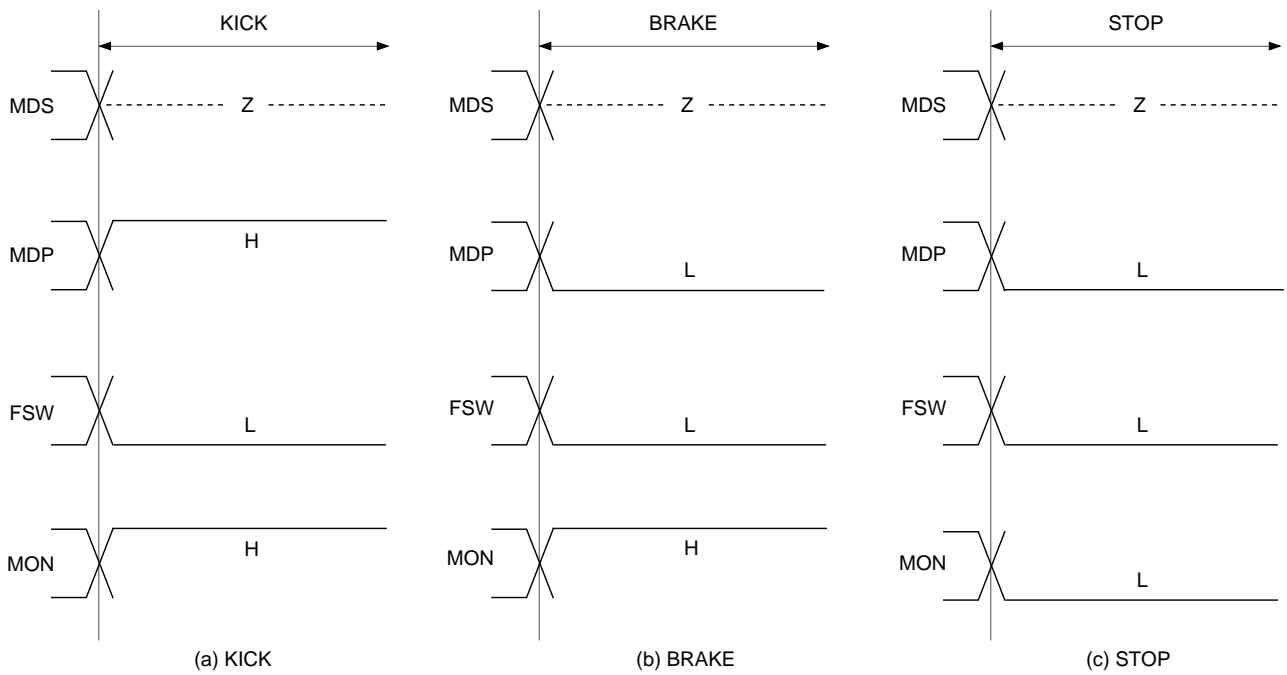 KICK
MDS
Z
MDP
H
FSW
L
MON
H
(a) KICK
BRAKE
MDS
Z
MDP
L
FSW
L
MON
H
(b) BRAKE
STOP
MDS
Z
MDP
L
FSW
L
MON
L
(c) STOP